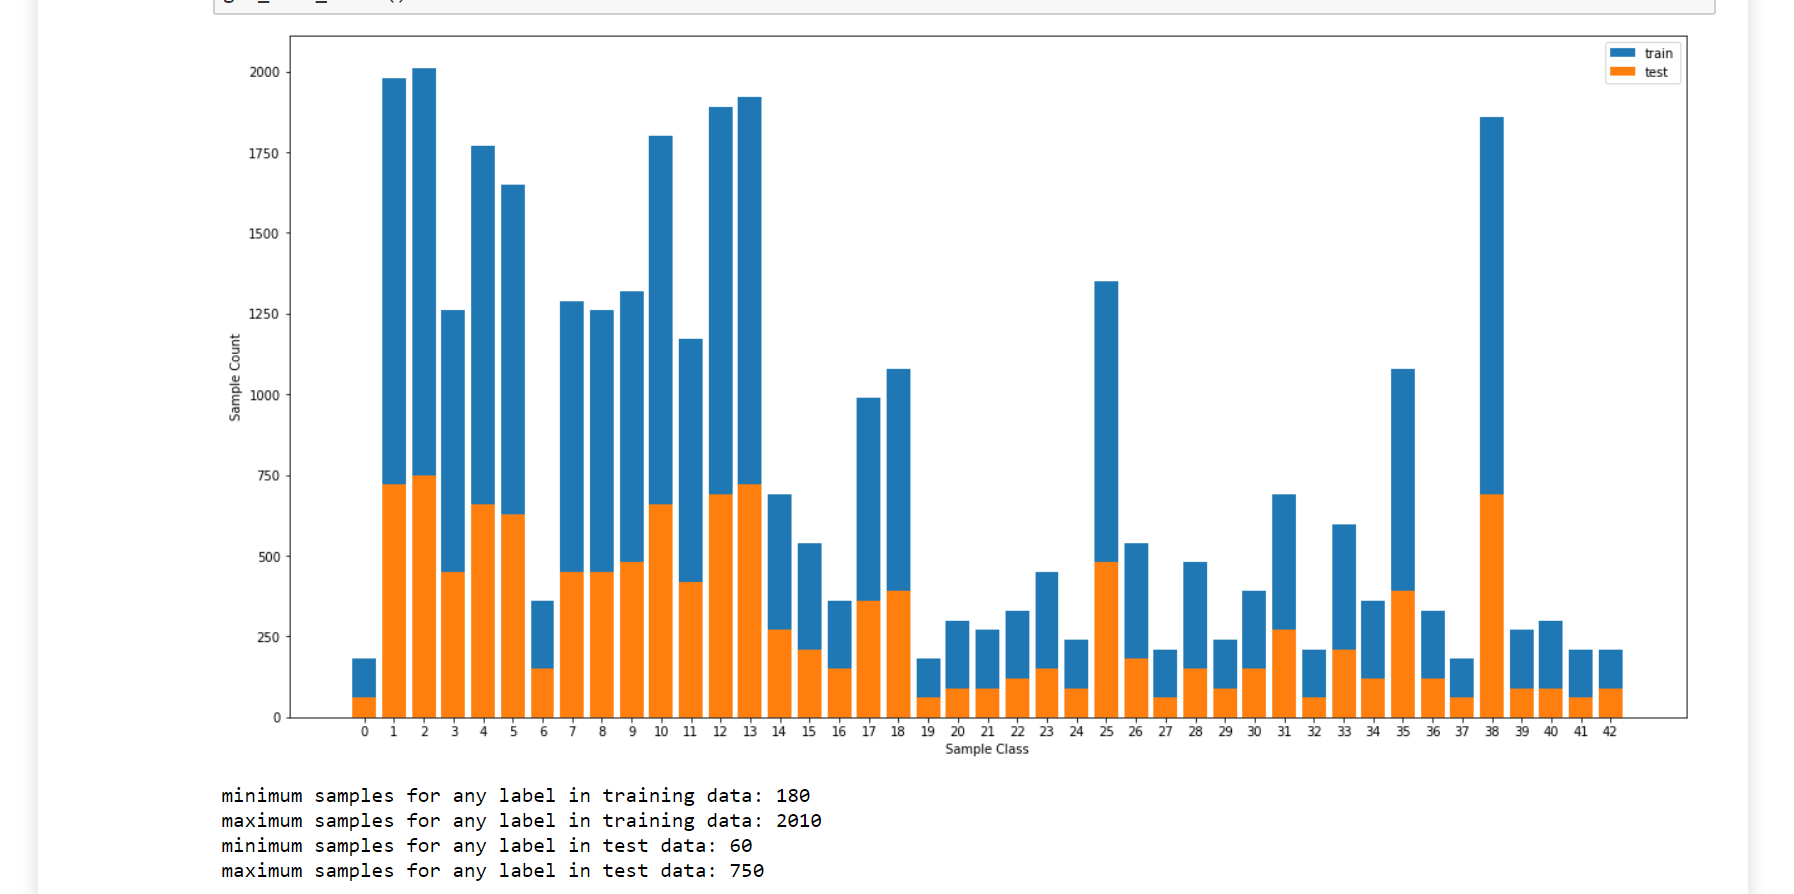 train
test
2000
1750
1500
1250
1000
750
500
250
0
Sample Count
0 1 2 3 4 5 6 7 8 9 10 11 12 13 14 15 16 17 18 19 20 21 22 23 24 25 26 27 28 29 30 31 32 33 34 35 36 37 38 39 40 41 42
Sample Class
minimum samples for any label in training data: 180
maximum samples for any label in training data: 2010
minimum samples for any label in test data: 60
maximum samples for any label in test data: 750